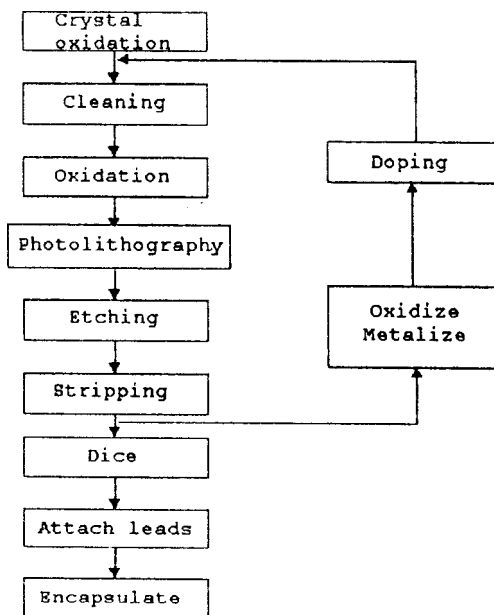 Crystal
oxidation
Cleaning
Oxidation
Photolithography
Etching
Stripping
Dice
Attach leads
Encapsulate
Doping
Oxidize
Metalize